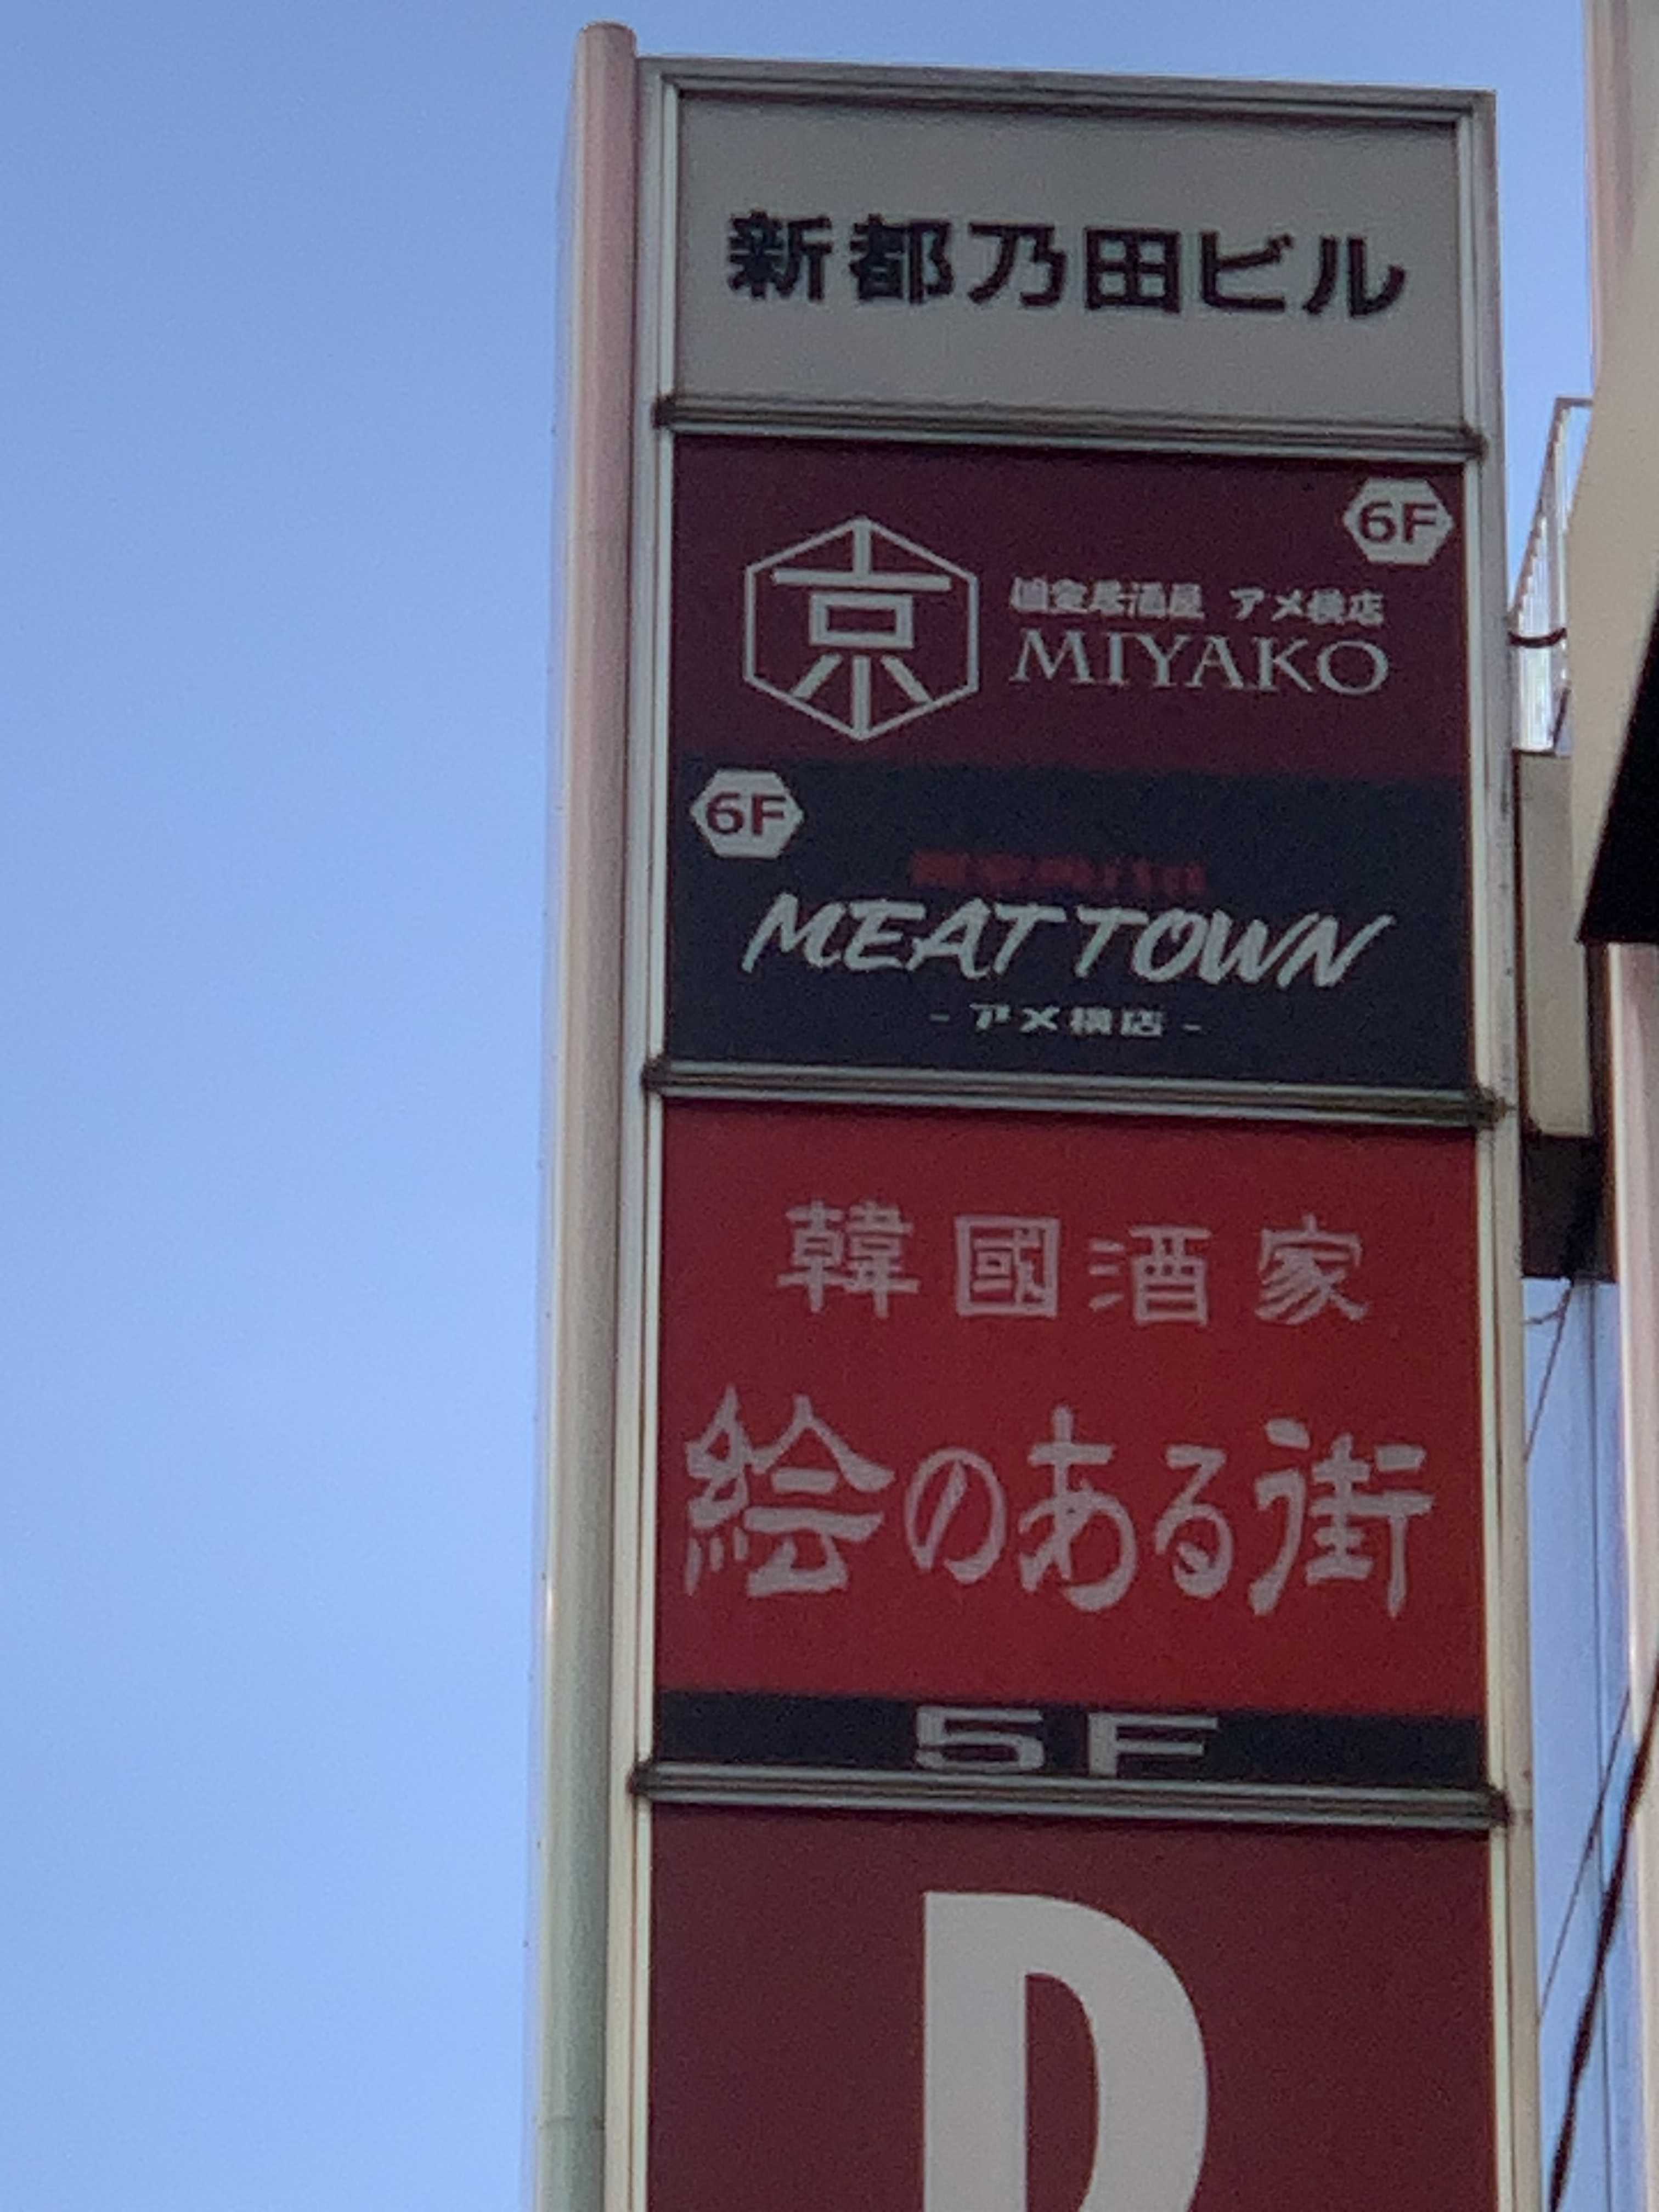 新都乃田ビル
6F
京
個室居酒屋 アメ横店
MIYAKO
6F
MEAT TOWN
- アメ横店 -
韓國酒家
絵のある街
5F
D